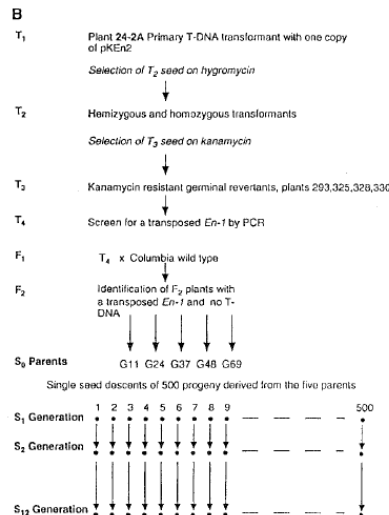 B
T1 Plant 24-2A Primary T-DNA transformant with one copy
of pKEn2
Selection of T2 seed on hygromycin
T2 Hemizygous and homozygous transformants
Selection of T3 seed on kanamycin
T3 Kanamycin resistant germinal revertants, plants 293,325,328,330
T4 Screen for a transposed En-1 by PCR
F1 T4 x Columbia wild type
F2 Identification of F2 plants with
a transposed En-1 and no T-
DNA
S0 Parents G11 G24 G37 G48 G69
Single seed descents of 500 progeny derived from the five parents
1 2 3 4 5 6 7 8 9 500
S1 Generation
S2 Generation
S12 Generation